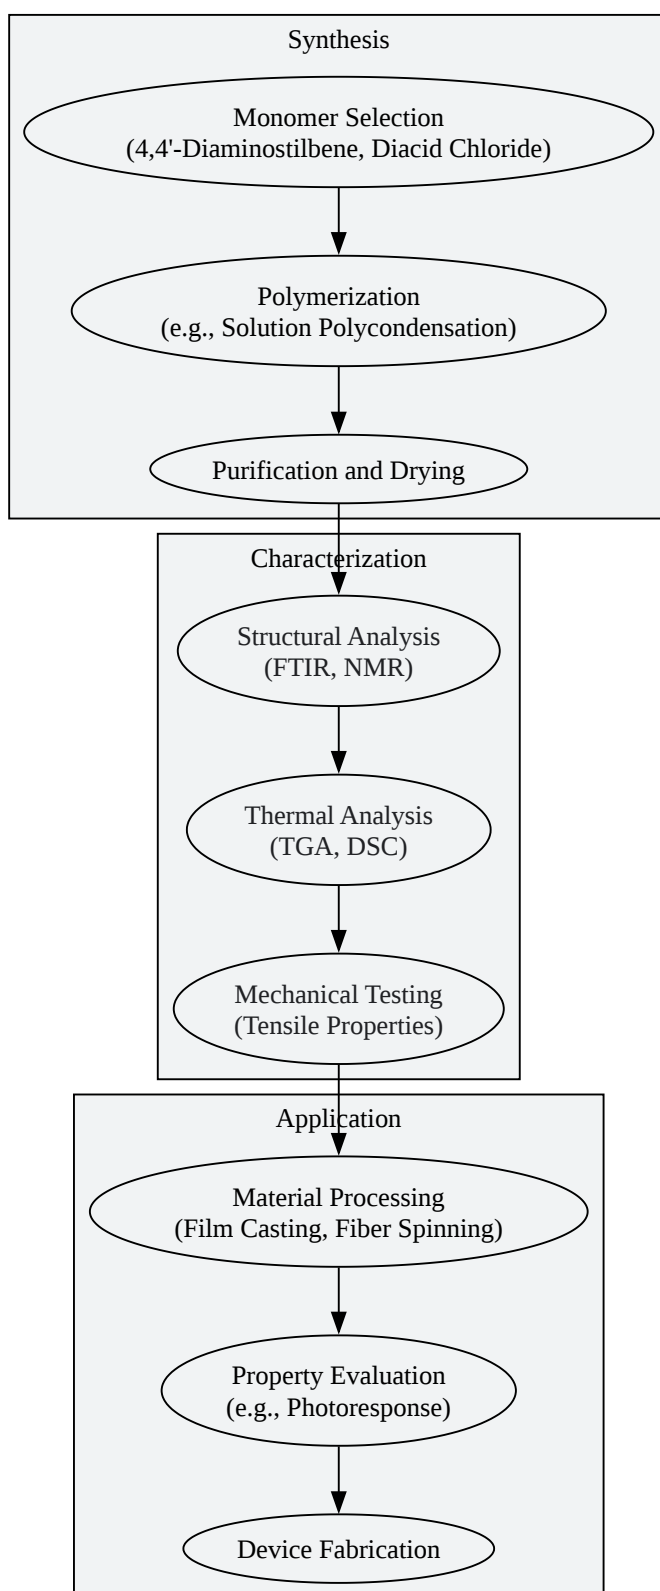 Synthesis
Monomer Selection
(4,4'-Diaminostilbene, Diacid Chloride)
Polymerization
(e.g., Solution Polycondensation)
Purification and Drying
Characterization
Structural Analysis
(FTIR, NMR)
Thermal Analysis
(TGA, DSC)
Mechanical Testing
(Tensile Properties)
Application
Material Processing
(Film Casting, Fiber Spinning)
Property Evaluation
(e.g., Photoresponse)
Device Fabrication